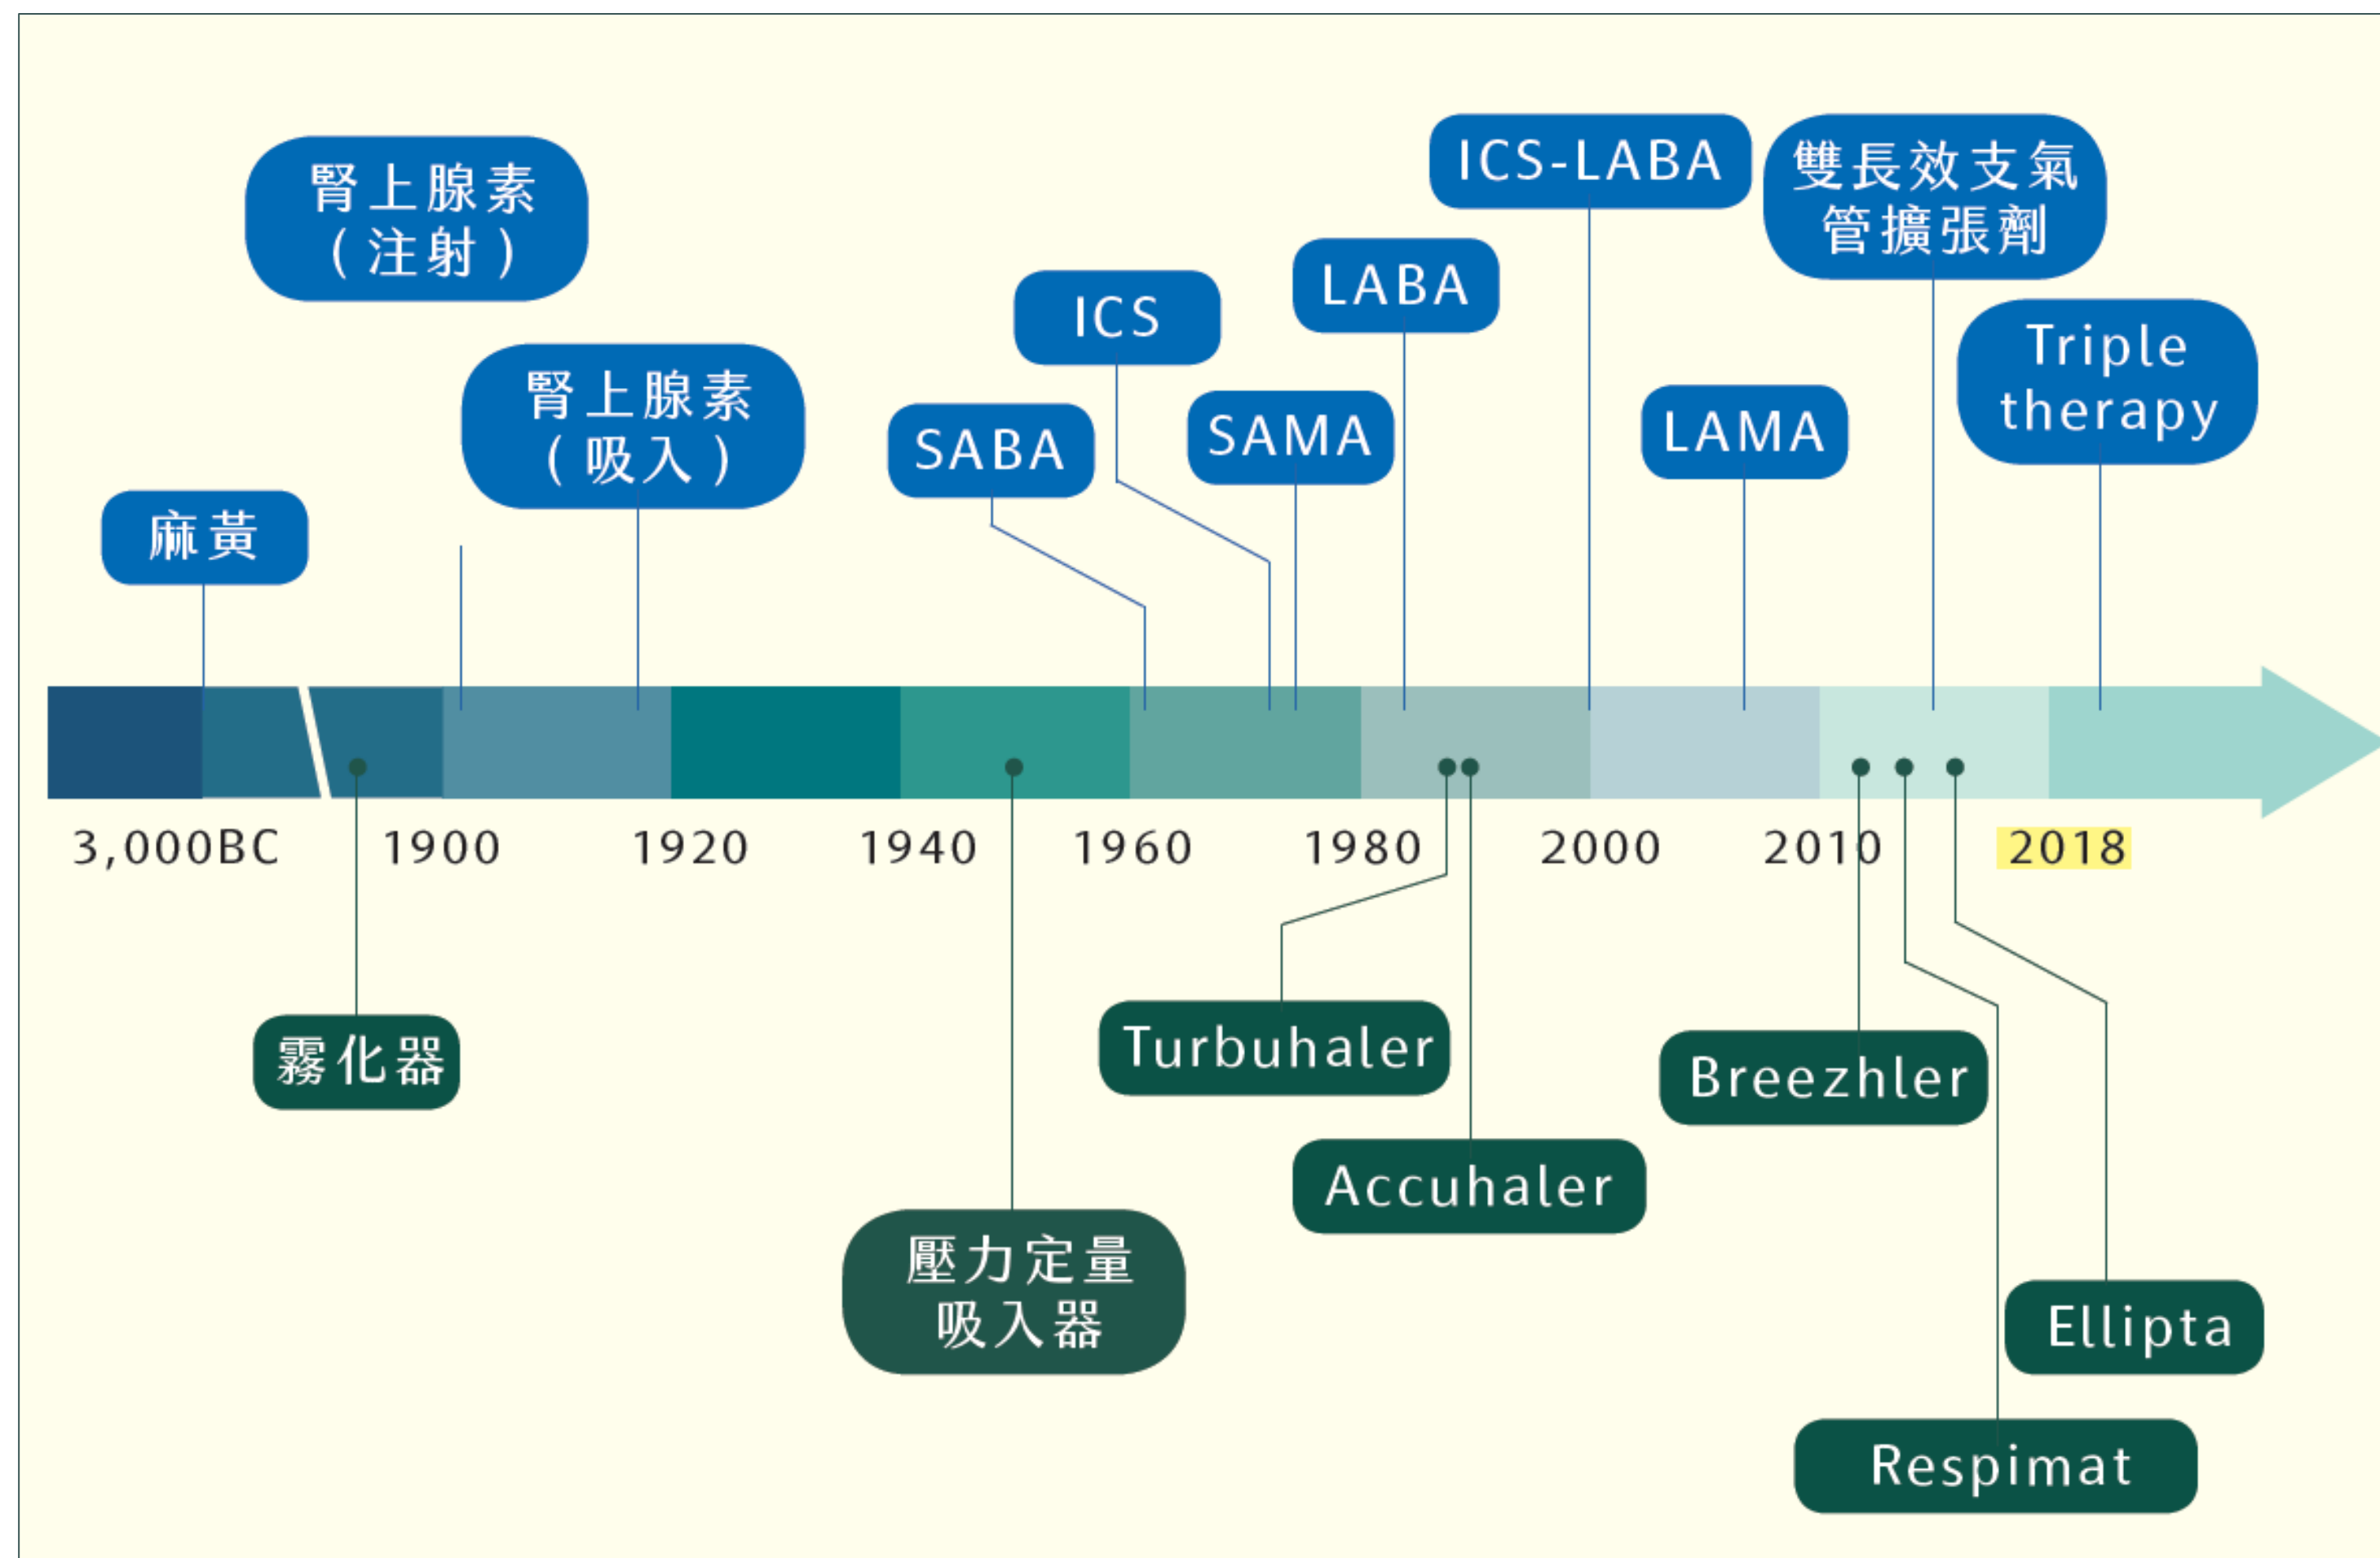 腎上腺素
(注射)
腎上腺素
(吸入)
麻黃
SABA
ICS
SAMA
LABA
ICS-LABA
LAMA
雙長效支氣
管擴張劑
Triple
therapy
3,000BC
1900
1920
1940
1960
1980
2000
2010
2018
霧化器
壓力定量
吸入器
Turbuhaler
Accuhaler
Breezhler
Ellipta
Respimat